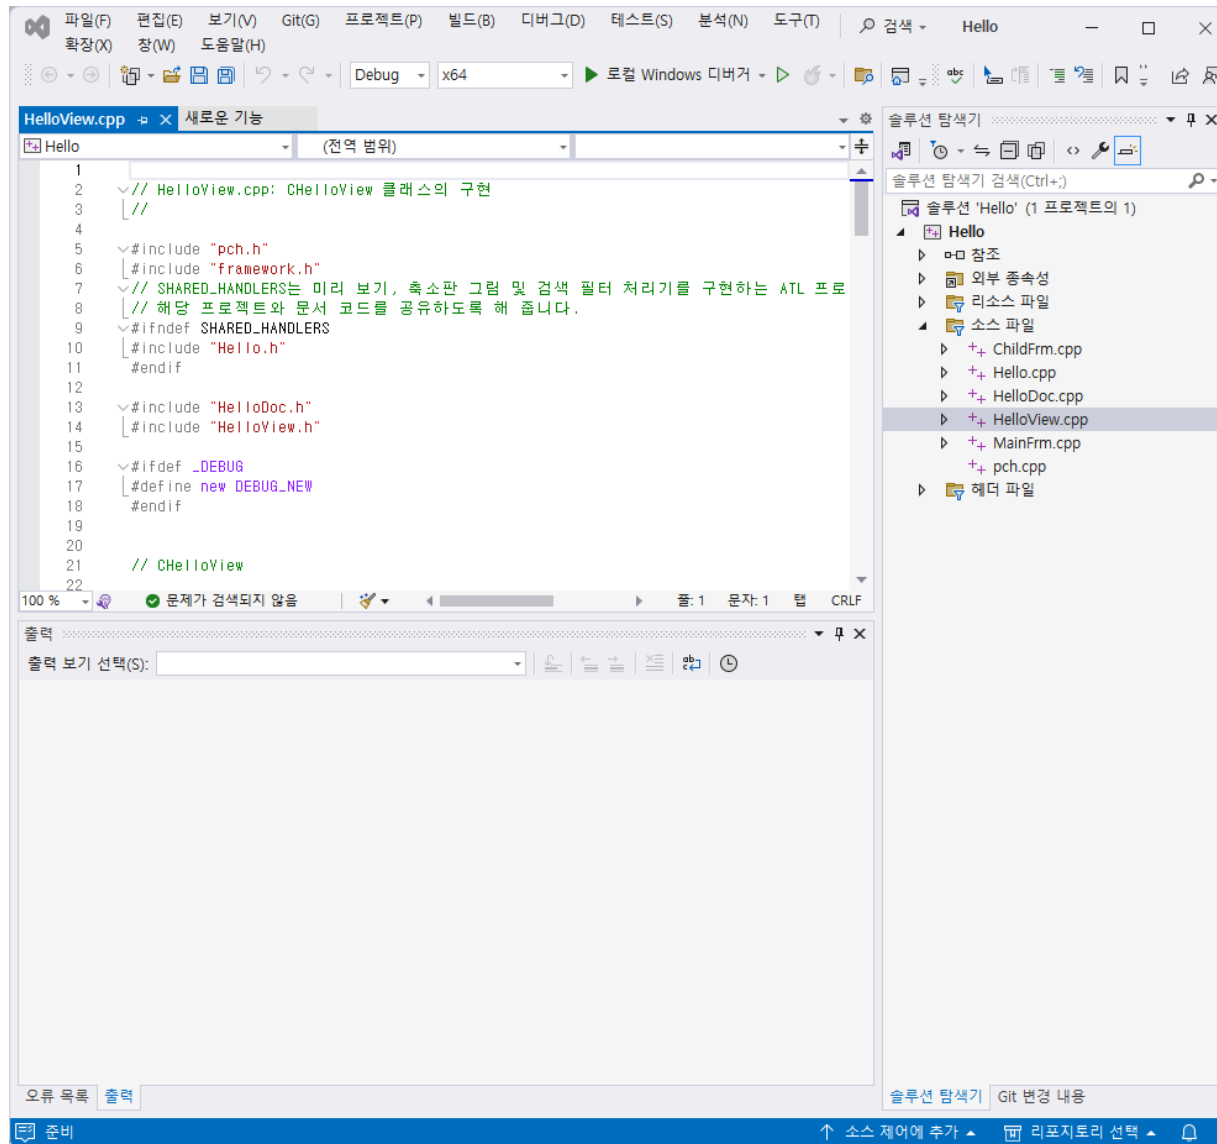 파일(F) 편집(E) 보기(V) Git(G) 프로젝트(P) 빌드(B) 디버그(D) 테스트(S) 분석(N) 도구(T) 검색 Hello
확장(X) 창(W) 도움말(H)
Debug x64 로컬 Windows 디버거
HelloView.cpp 새로운 기능
Hello (전역 범위)
1
2 // HelloView.cpp: CHelloView 클래스의 구현
3 //
4
5 #include "pch.h"
6 #include "framework.h"
7 // SHARED_HANDLERS는 미리 보기, 축소판 그림 및 검색 필터 처리기를 구현하는 ATL 프로
8 // 해당 프로젝트와 문서 코드를 공유하도록 해 줍니다.
9 #ifndef SHARED_HANDLERS
10 #include "Hello.h"
11 #endif
12
13 #include "HelloDoc.h"
14 #include "HelloView.h"
15
16 #ifdef _DEBUG
17 #define new DEBUG_NEW
18 #endif
19
20
21 // CHelloView
22
100 % 문제가 검색되지 않음 줄: 1 문자: 1 탭 CRLF
출력
출력 보기 선택(S):
오류 목록 출력
솔루션 탐색기
솔루션 탐색기 검색(Ctrl+;)
솔루션 'Hello' (1 프로젝트의 1)
Hello
참조
외부 종속성
리소스 파일
소스 파일
ChildFrm.cpp
Hello.cpp
HelloDoc.cpp
HelloView.cpp
MainFrm.cpp
pch.cpp
헤더 파일
솔루션 탐색기 Git 변경 내용
준비 소스 제어에 추가 리포지토리 선택